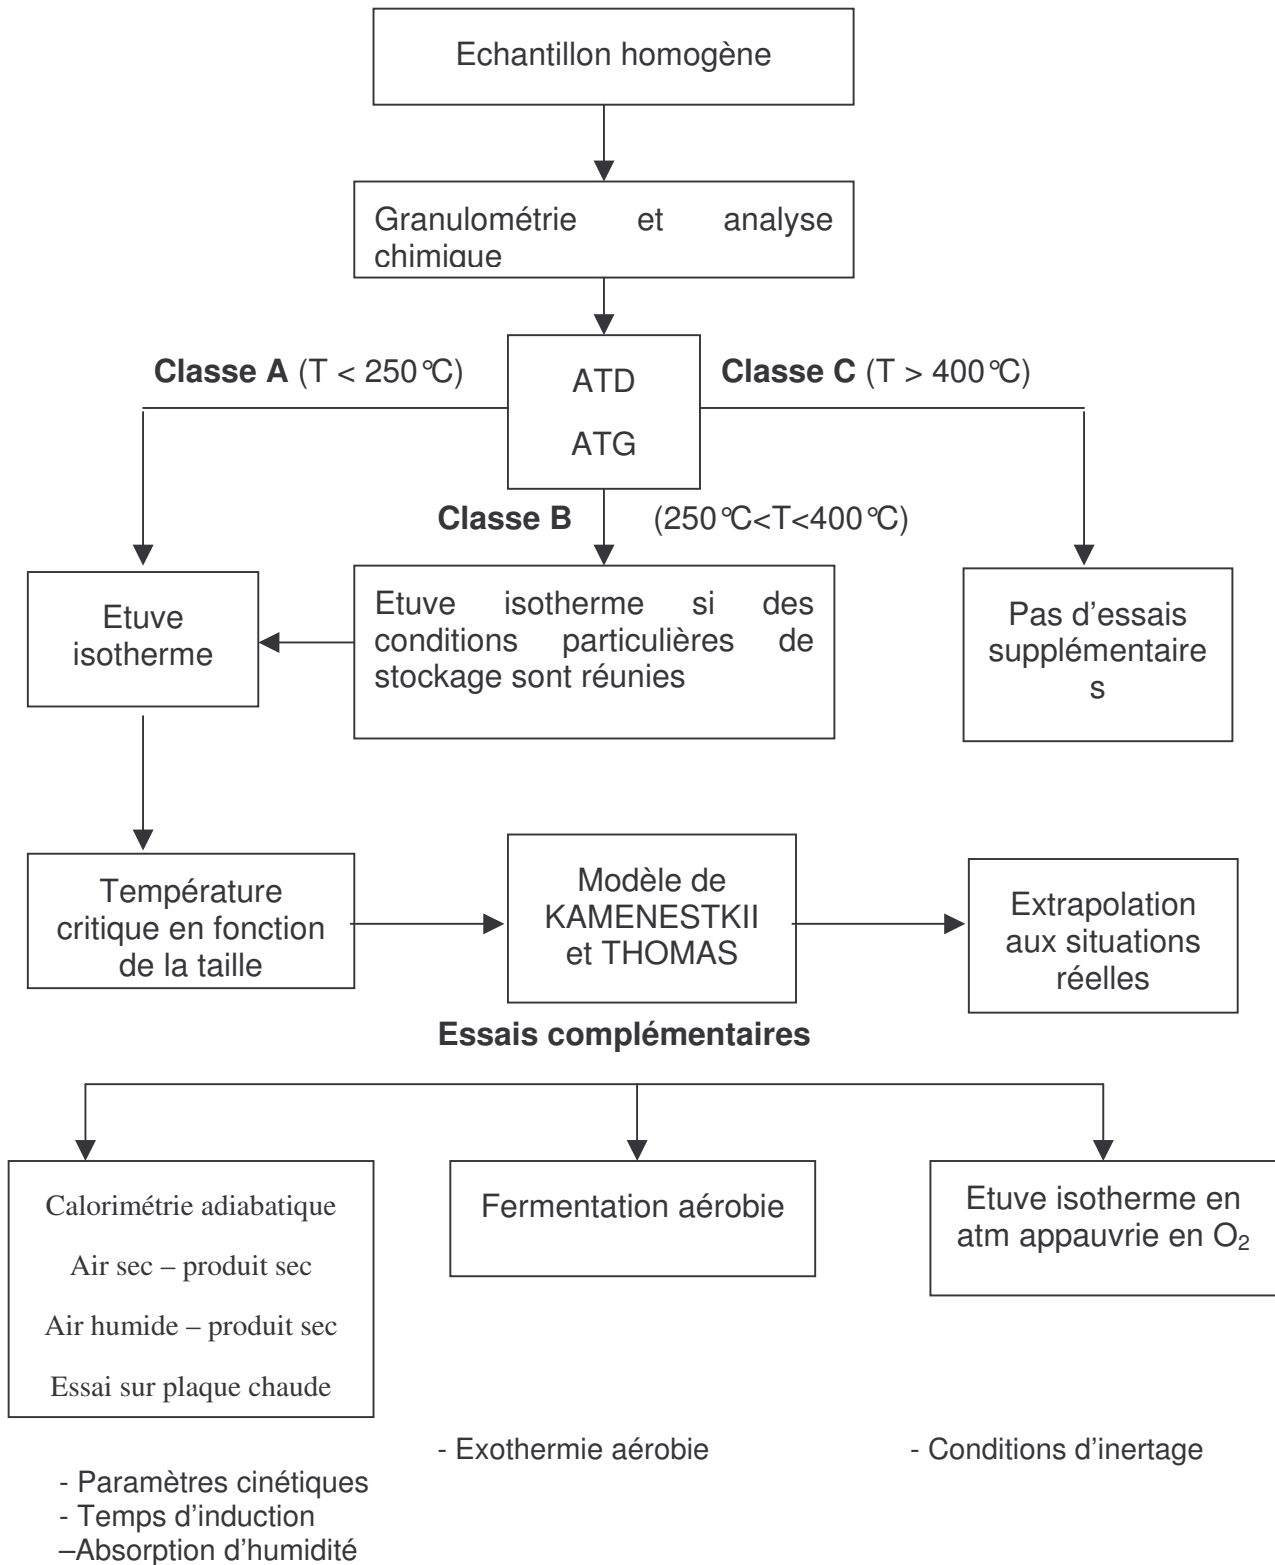 Echantillon homogène
Granulométrie et analyse
chimique
Classe A (T < 250°C)
ATD
ATG
Classe C (T > 400°C)
Classe B (250°C<T<400°C)
Etuve
isotherme
Etuve isotherme si des
conditions particulières de
stockage sont réunies
Pas d'essais
supplémentaire
s
Température
critique en fonction
de la taille
Modèle de
KAMENESTKII
et THOMAS
Extrapolation
aux situations
réelles
Essais complémentaires
Calorimétrie adiabatique
Air sec – produit sec
Air humide – produit sec
Essai sur plaque chaude
Fermentation aérobie
Etuve isotherme en
atm appauvrie en O₂
- Paramètres cinétiques
- Temps d'induction
–Absorption d'humidité
- Exothermie aérobie
- Conditions d'inertage